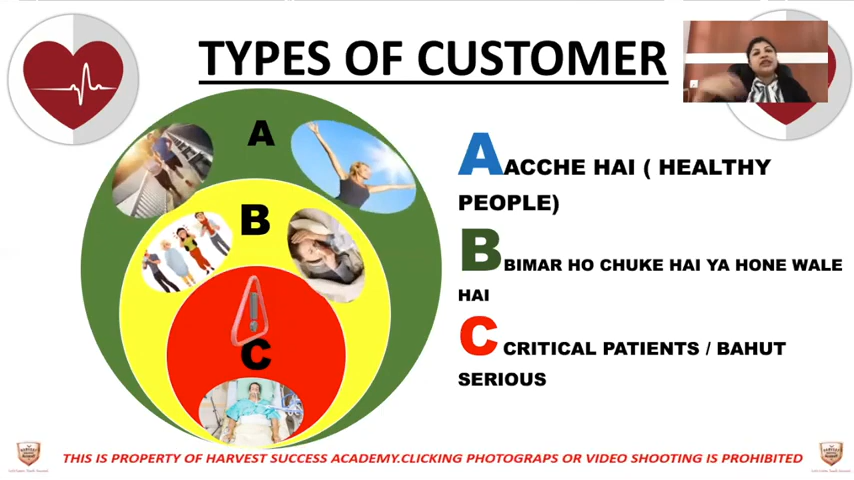 TYPES OF CUSTOMER
A
B
C
AACCHE HAI ( HEALTHY
PEOPLE)
BBIMAR HO CHUKE HAI YA HONE WALE
HAI
C CRITICAL PATIENTS / BAHUT
SERIOUS
THIS IS PROPERTY OF HARVEST SUCCESS ACADEMY.CLICKING PHOTOGRAPS OR VIDEO SHOOTING IS PROHIBITED